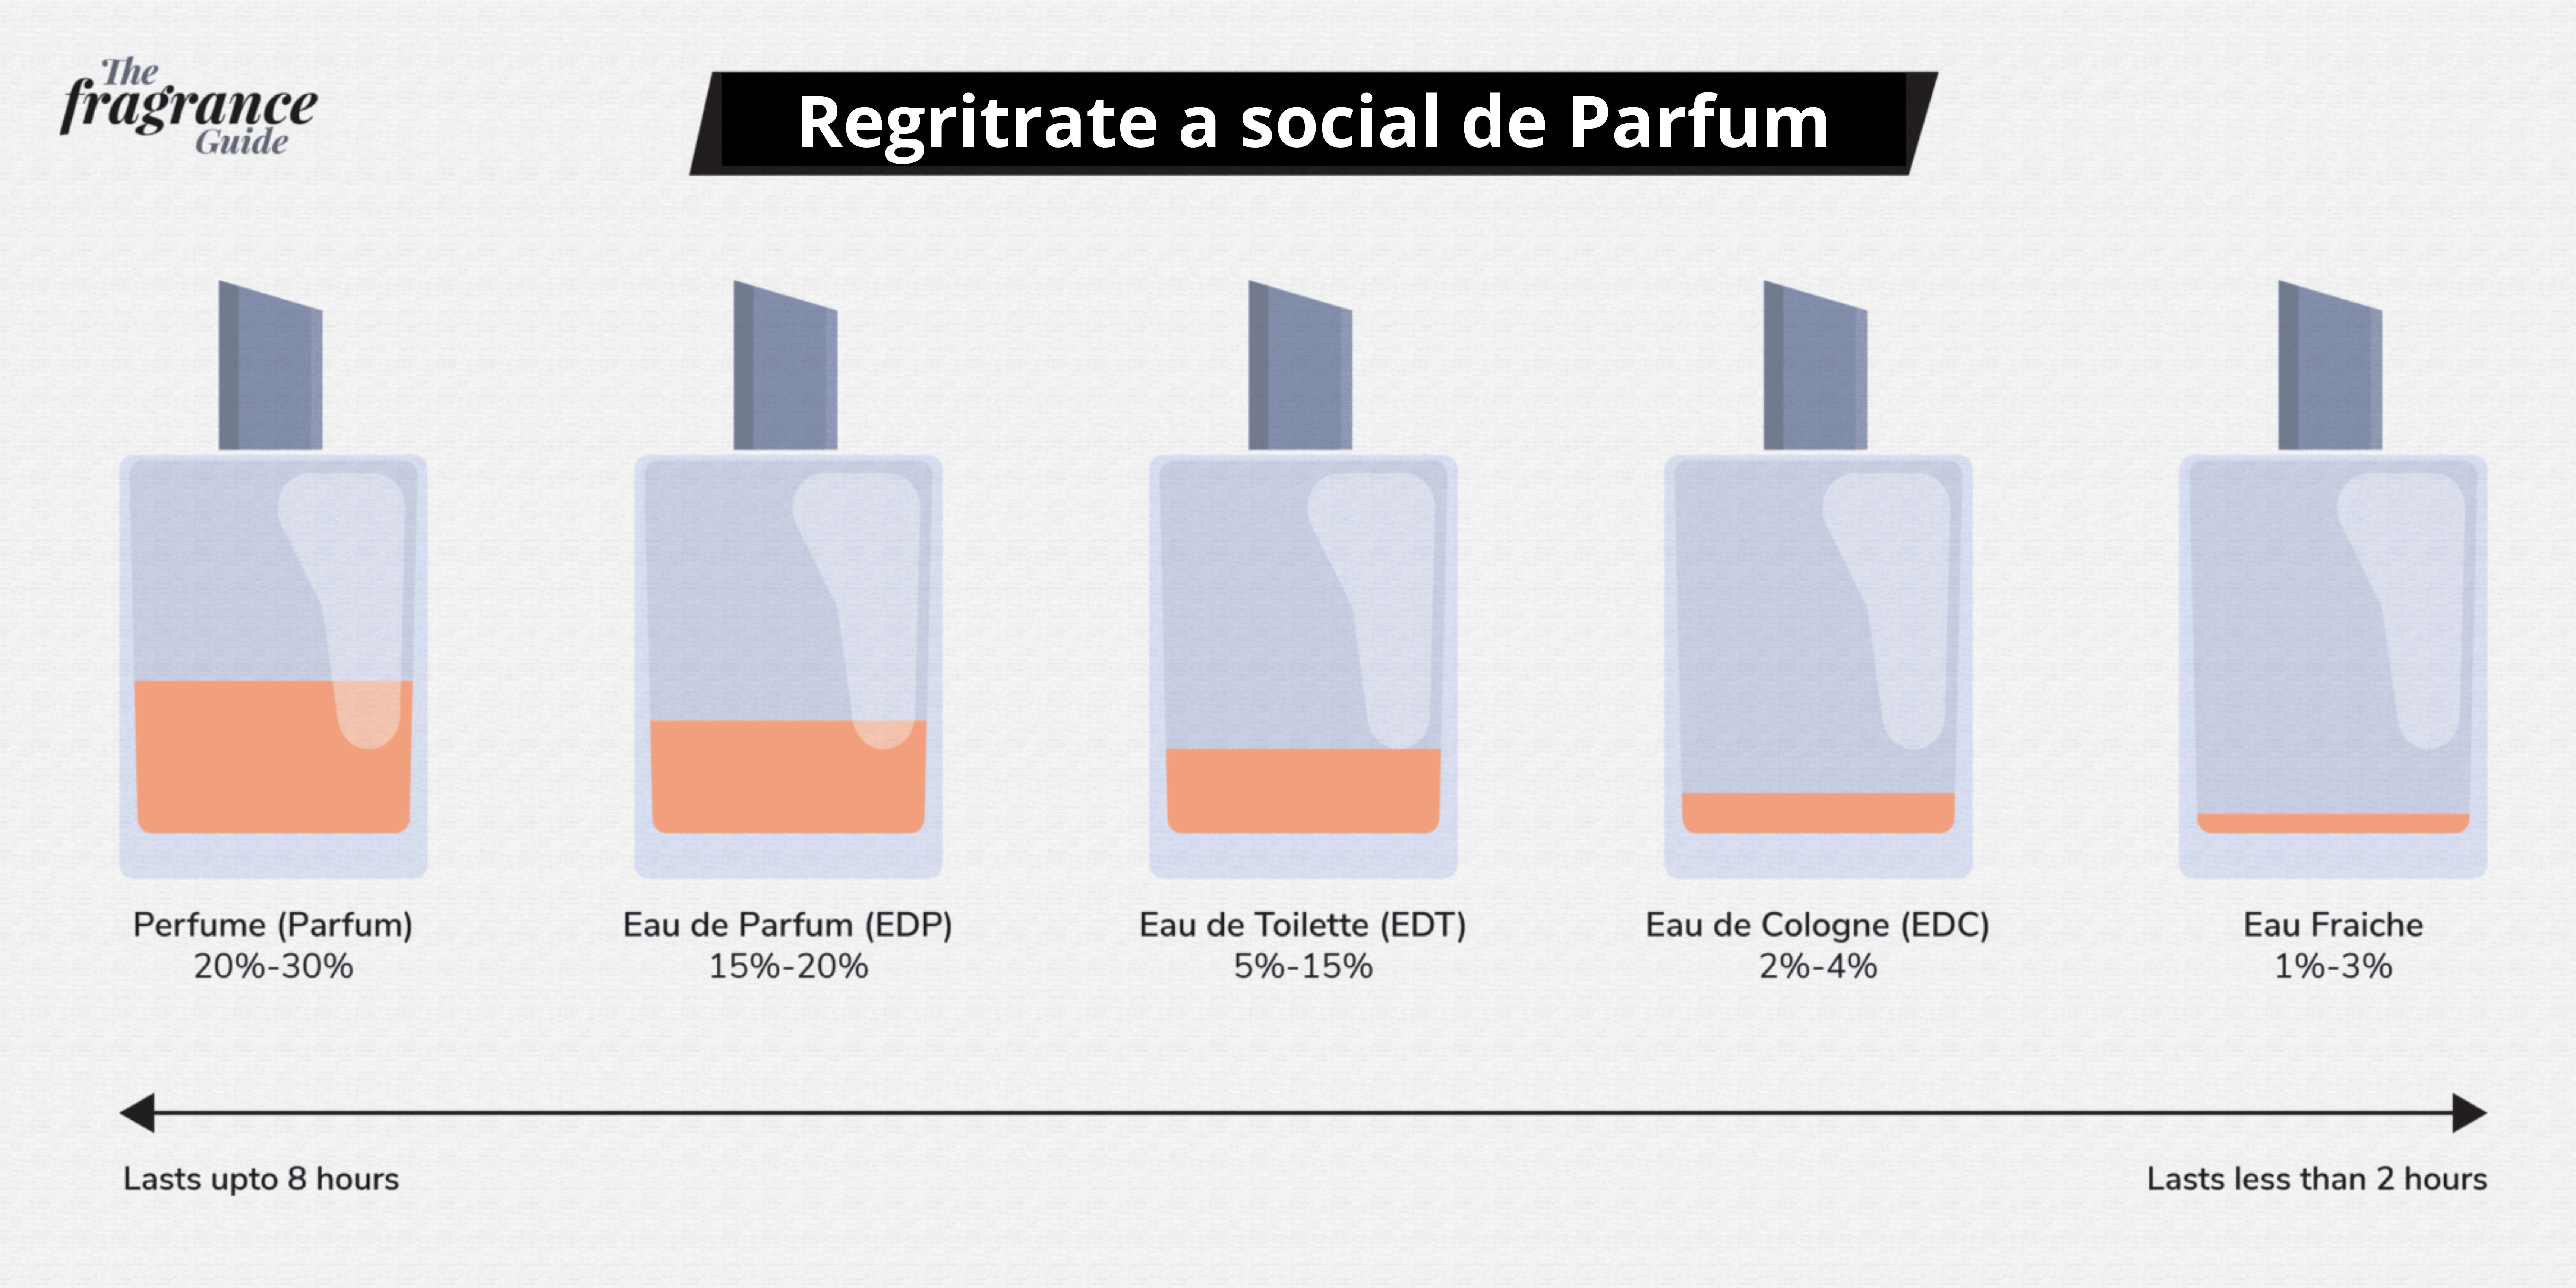 The
fragrance
Guide
Regritrate a social de Parfum
Perfume (Parfum)
20%-30%
Eau de Parfum (EDP)
15%-20%
Eau de Toilette (EDT)
5%-15%
Eau de Cologne (EDC)
2%-4%
Eau Fraiche
1%-3%
Lasts upto 8 hours
Lasts less than 2 hours